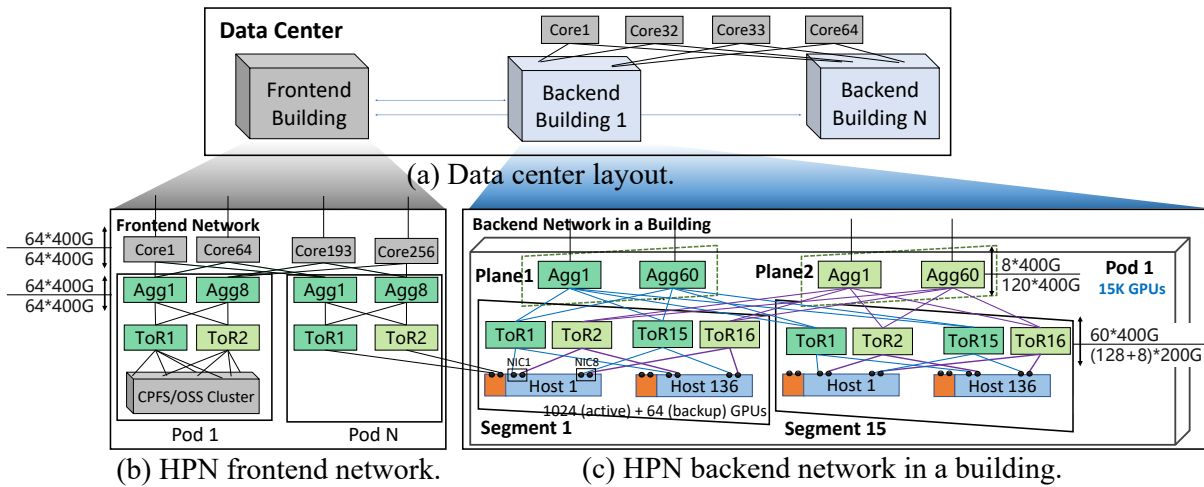 Data Center
Core1
Core32
Core33
Core64
Frontend
Building
Backend
Building 1
Backend
Building N
(a) Data center layout.
Frontend Network
64*400G
64*400G
Core1
Core64
Core193
Core256
64*400G
64*400G
Agg1
Agg8
Agg1
Agg8
ToR1
ToR2
ToR1
ToR2
CPFS/OSS Cluster
Pod 1
Pod N
(b) HPN frontend network.
Backend Network in a Building
Plane1
Agg1
Agg60
Plane2
Agg1
Agg60
8*400G
120*400G
Pod 1
15K GPUs
ToR1
ToR2
ToR15
ToR16
ToR1
ToR2
ToR15
ToR16
60*400G
(128+8)*200G
NIC1
NIC8
Host 1
Host 136
Host 1
Host 136
1024 (active) + 64 (backup) GPUs
Segment 1
Segment 15
(c) HPN backend network in a building.